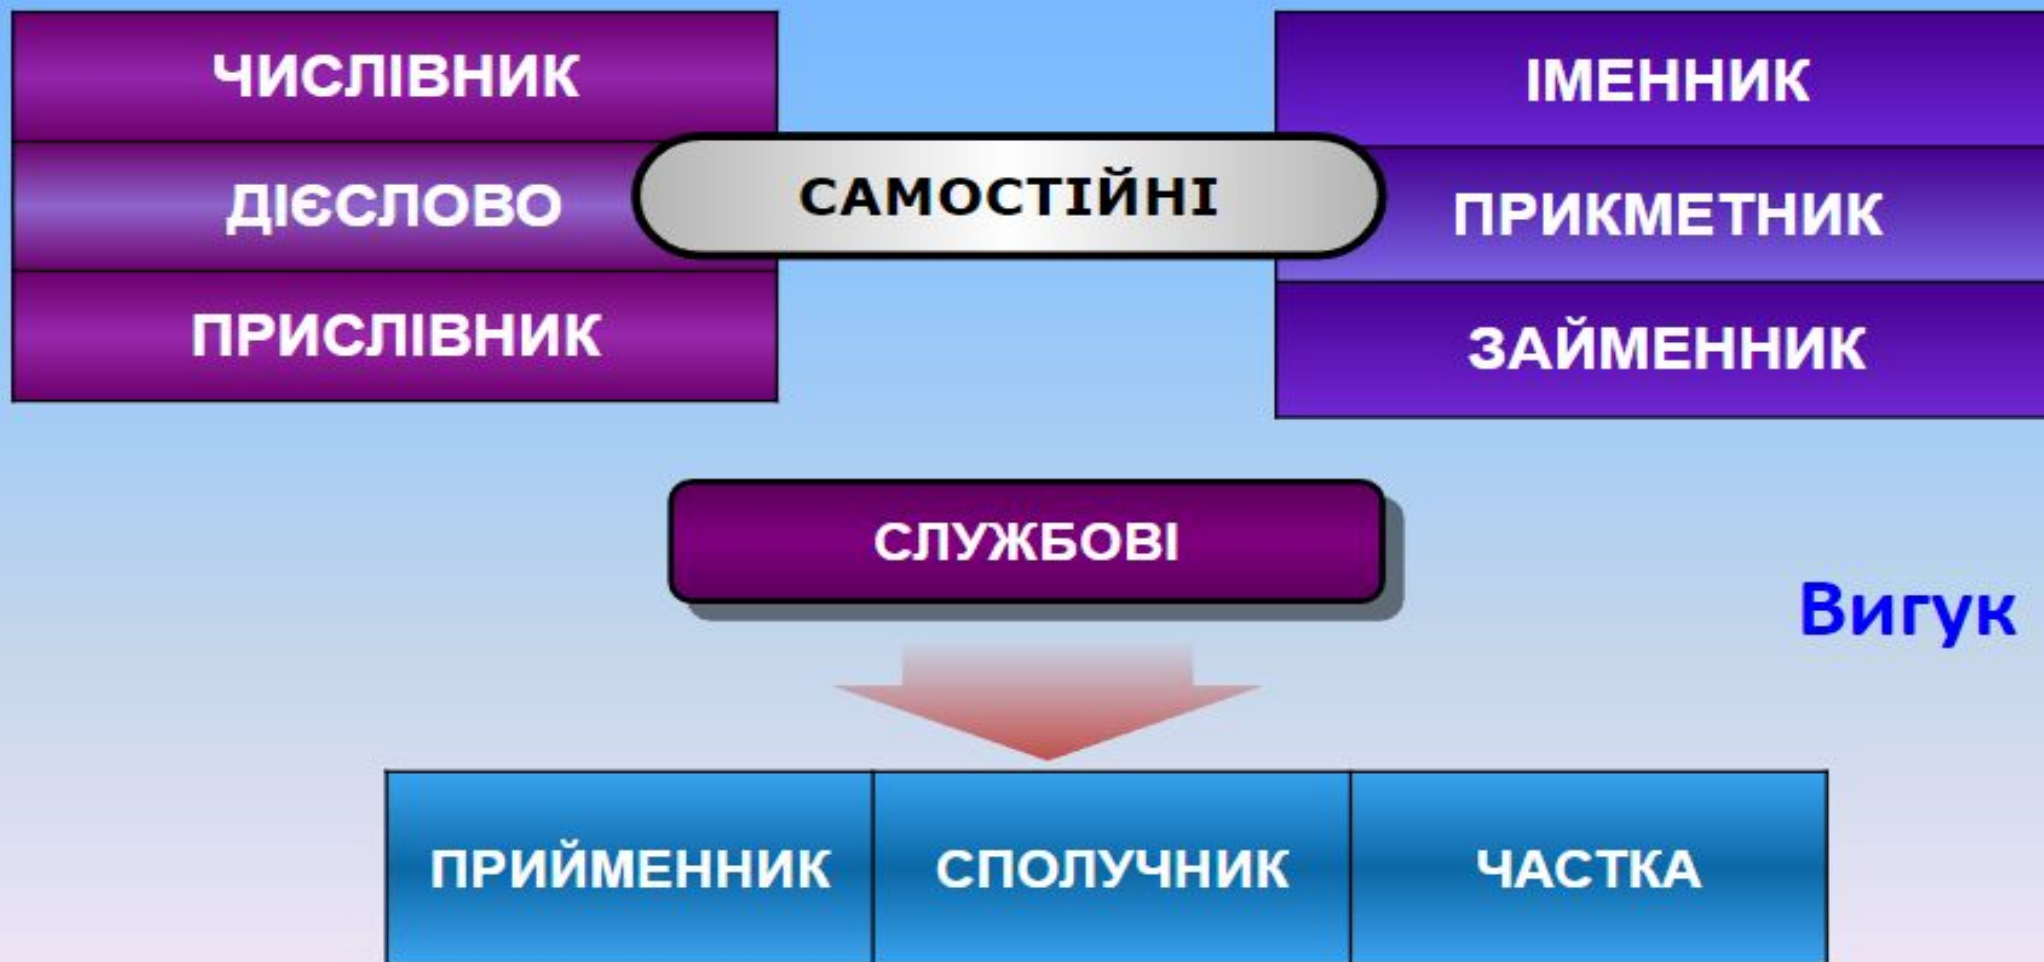 ЧИСЛІВНИК
ДІЄСЛОВО
ПРИСЛІВНИК
САМОСТІЙНІ
ІМЕННИК
ПРИКМЕТНИК
ЗАЙМЕННИК
СЛУЖБОВІ
Вигук
ПРИЙМЕННИК
СПОЛУЧНИК
ЧАСТКА